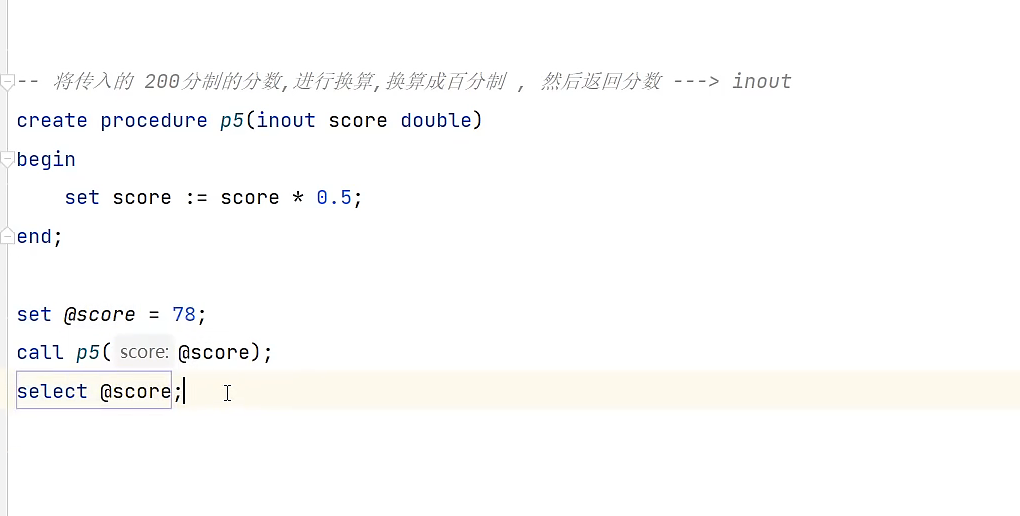 -- 将传入的 200分制的分数,进行换算,换算成百分制 , 然后返回分数 ---> inout
create procedure p5(inout score double)
begin
    set score := score * 0.5;
end;
set @score = 78;
call p5( score: @score);
select @score;